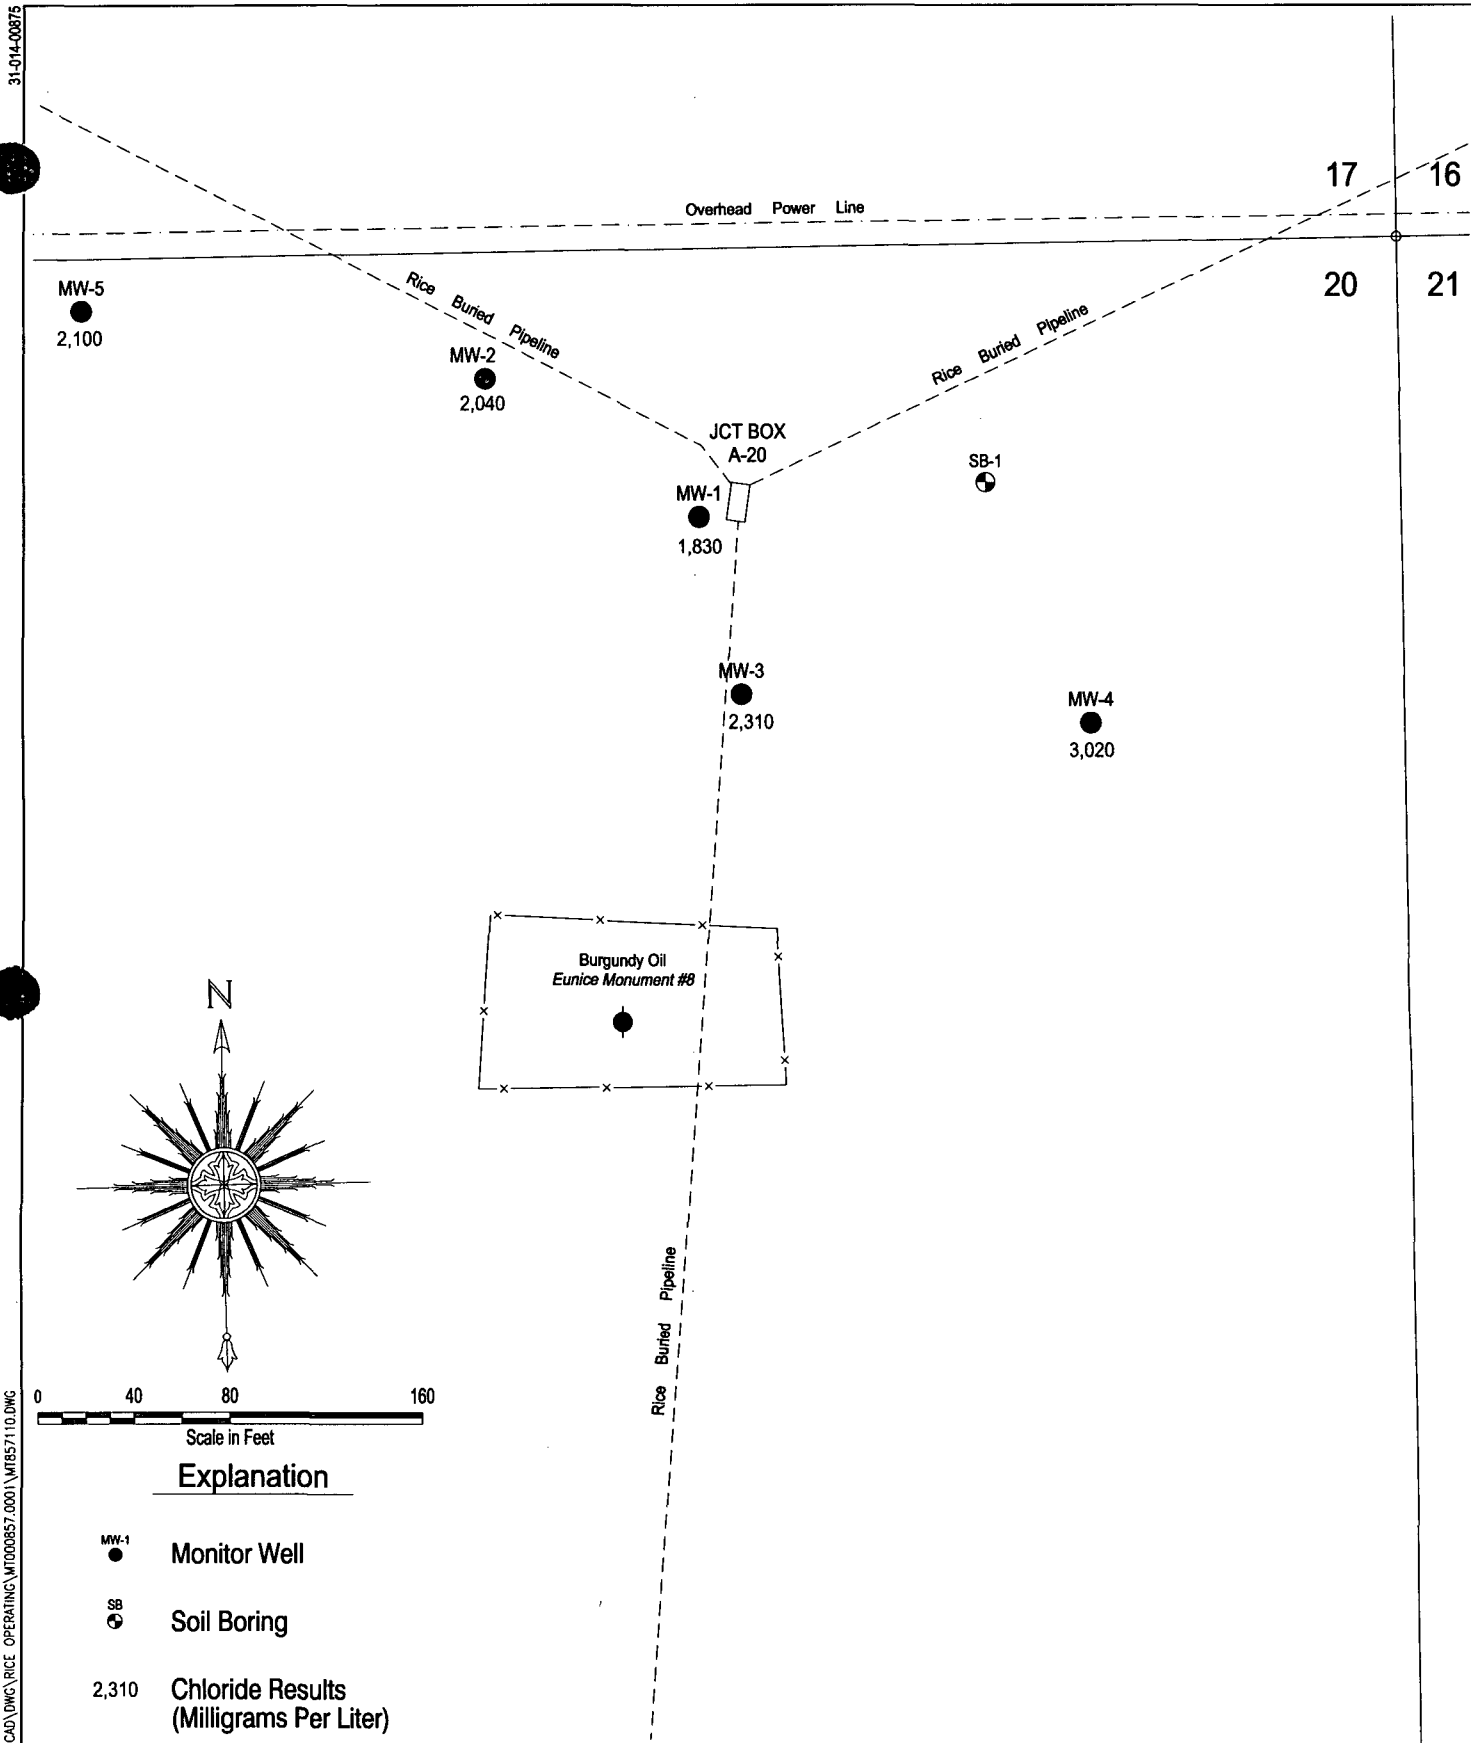 31-014-00875
17
16
Overhead Power Line
20
21
MW-5
2,100
Rice Buried Pipeline
MW-2
2,040
Rice Buried Pipeline
JCT BOX
A-20
SB-1
MW-1
1,830
MW-3
2,310
MW-4
3,020
Burgundy Oil
Eunice Monument #8
N
Rice Buried Pipeline
0 40 80 160
Scale in Feet
Explanation
MW-1
Monitor Well
SB
Soil Boring
2,310
Chloride Results
(Milligrams Per Liter)
CAD\DWG\RICE OPERATING\MT000857.0001\MT857110.DWG